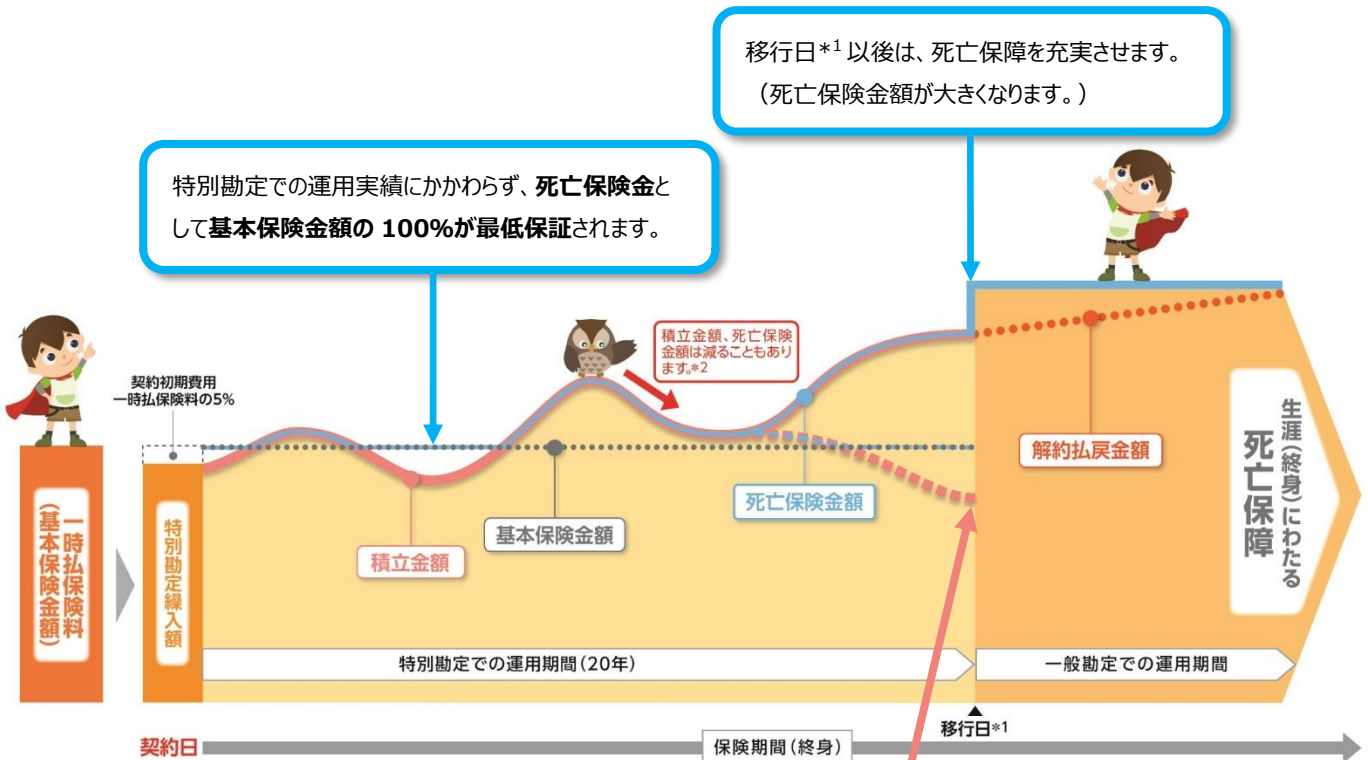 移行日*1以後は、死亡保障を充実させます。
（死亡保険金額が大きくなります。）
特別勘定での運用実績にかかわらず、死亡保険金と
して基本保険金額の 100%が最低保証されます。
積立金額、死亡保険
金額は減ることもあり
ます。*2
契約初期費用
一時払保険料の5%
一時払保険料
(基本保険金額)
特別勘定繰入額
積立金額
基本保険金額
死亡保険金額
解約払戻金額
生涯(終身)にわたる
死亡保障
特別勘定での運用期間(20年)
一般勘定での運用期間
移行日*1
契約日
保険期間(終身)